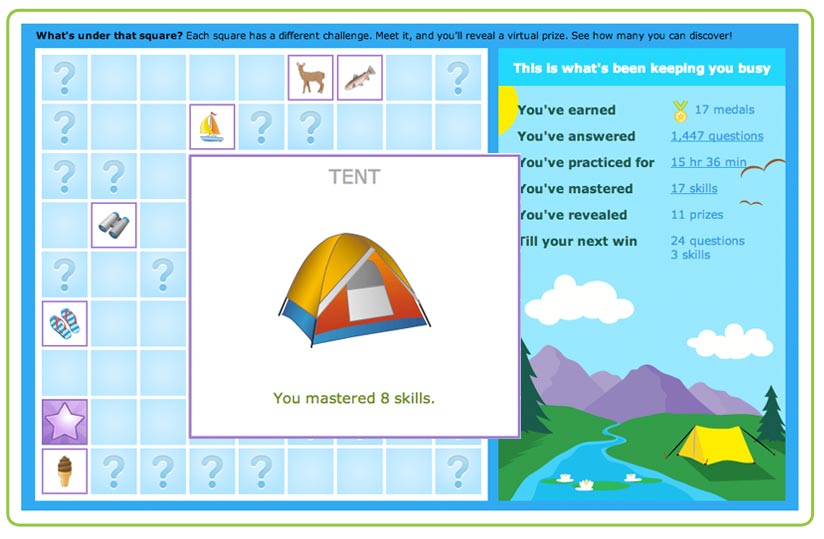 What's under that square? Each square has a different challenge. Meet it, and you'll reveal a virtual prize. See how many you can discover!
? ?
? ? ?
? ?
? ?
? ? ? ? ?
TENT
You mastered 8 skills.
This is what's been keeping you busy
You've earned 17 medals
You've answered 1,447 questions
You've practiced for 15 hr 36 min
You've mastered 17 skills
You've revealed 11 prizes
Till your next win 24 questions
3 skills